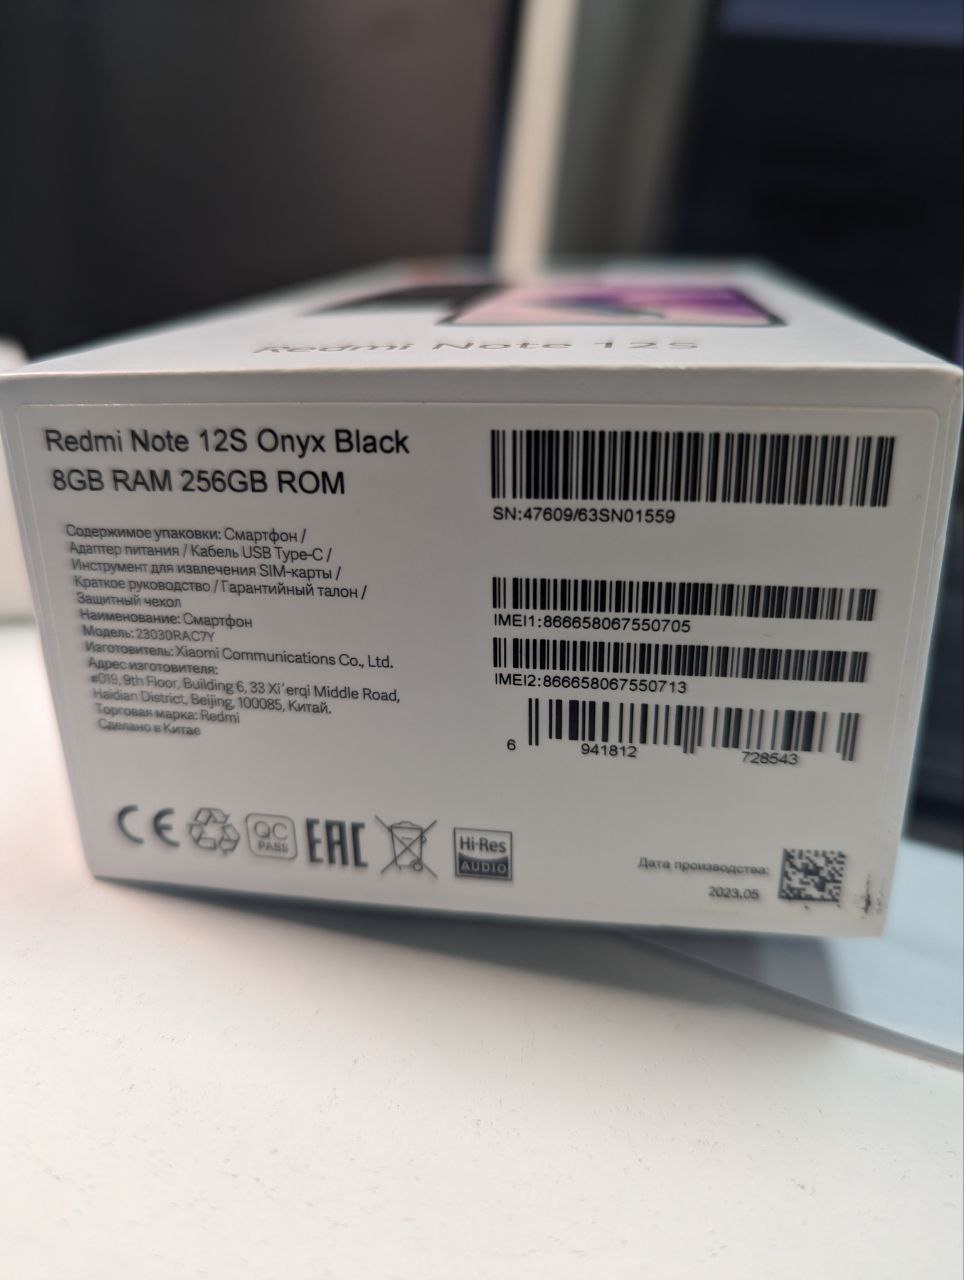 Redmi Note 12S
Redmi Note 12S Onyx Black
8GB RAM 256GB ROM
Содержимое упаковки: Смартфон /
Адаптер питания / Кабель USB Type-C /
Инструмент для извлечения SIM-карты /
Краткое руководство / Гарантийный талон /
Защитный чехол
Наименование: Смартфон
Модель: 23030RAC7Y
Изготовитель: Xiaomi Communications Co., Ltd.
Адрес изготовителя:
#019, 9th Floor, Building 6, 33 Xi'erqi Middle Road,
Haidian District, Beijing, 100085, Китай.
Торговая марка: Redmi
Сделано в Китае
SN:47609/63SN01559
IMEI1:866658067550705
IMEI2:866658067550713
6 941812 728543
CE
QC
PASS
EAC
Hi-Res
AUDIO
Дата производства:
2023.05